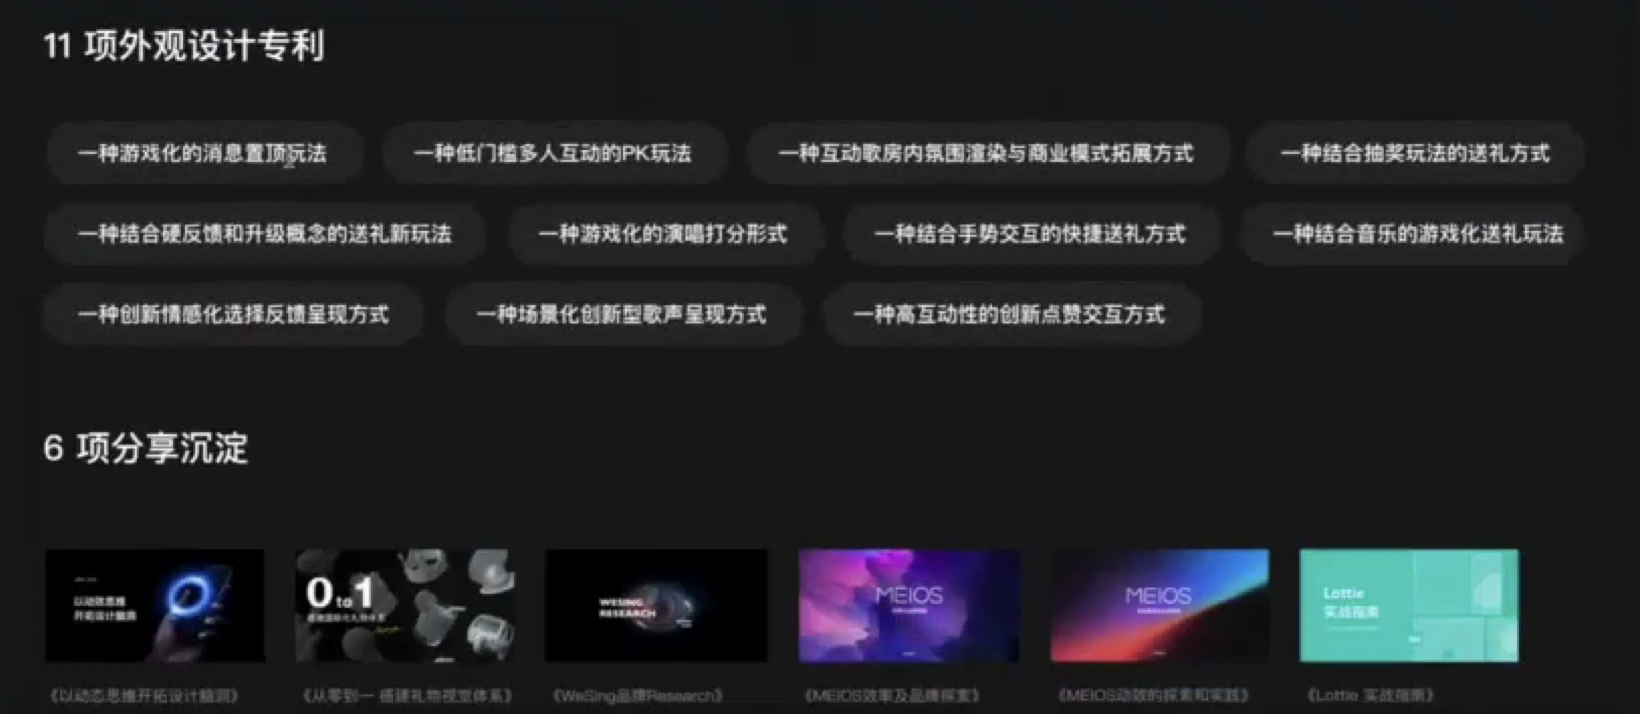 11 项外观设计专利
一种游戏化的消息置顶玩法
一种低门槛多人互动的PK玩法
一种互动歌房内氛围渲染与商业模式拓展方式
一种结合抽奖玩法的送礼方式
一种结合硬反馈和升级概念的送礼新玩法
一种游戏化的演唱打分形式
一种结合手势交互的快捷送礼方式
一种结合音乐的游戏化送礼玩法
一种创新情感化选择反馈呈现方式
一种场景化创新型歌声呈现方式
一种高互动性的创新点赞交互方式
6 项分享沉淀
以动效思维
开拓设计脑洞
0 to 1
WESING
RESEARCH
MEIOS
MEIOS
Lottie
实战指南
《以动态思维开拓设计脑洞》
《从零到一 搭建礼物视觉体系》
《WeSing品牌Research》
《MEIOS效率及品牌探索》
《MEIOS动效的探索和实践》
《Lottie 实战指南》